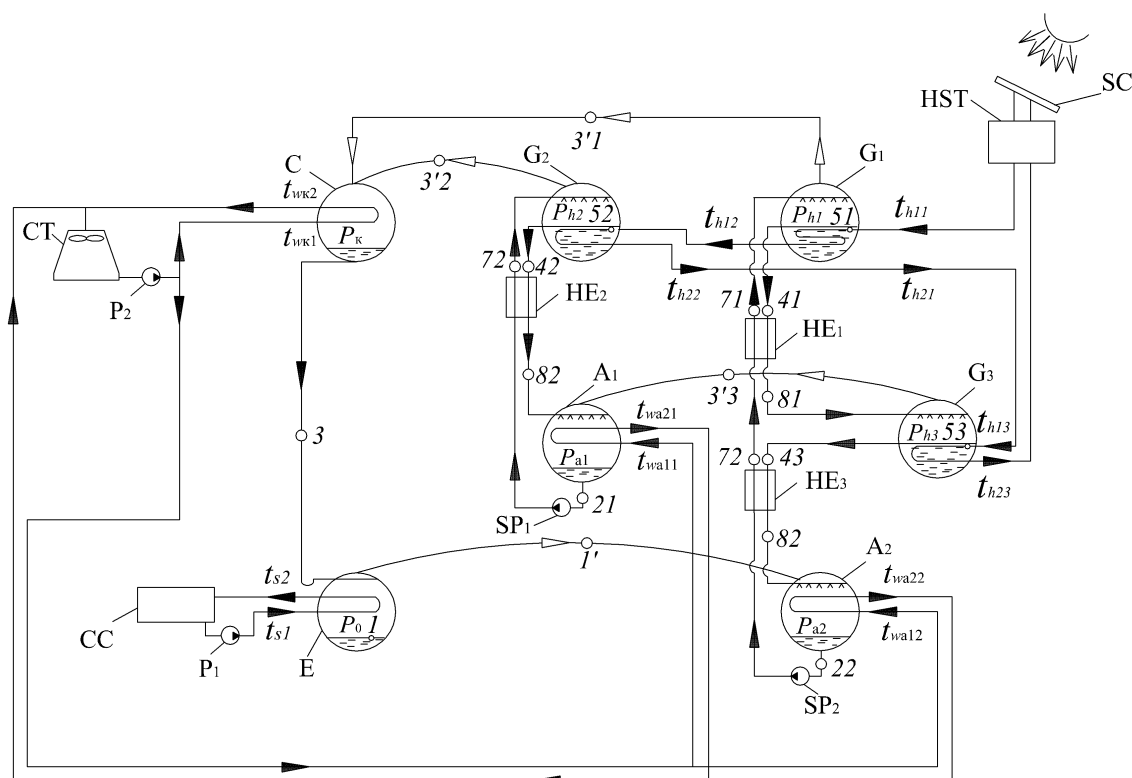 SC
HST
3'1
C
G2
G1
3'2
twк2
Ph2 52
Ph1 51
th12
th11
CT
twк1
Pк
72
42
th22
th21
P2
HE2
71
41
HE1
82
A1
3'3
81
G3
twa21
Ph3 53
th13
3
Pa1
twa11
72
43
th23
21
HE3
SP1
82
1'
A2
ts2
twa22
CC
ts1
P0 1
Pa2
twa12
P1
E
22
SP2